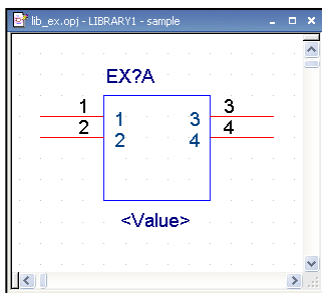 lib_ex.opj - LIBRARY1 - sample
EX?A
1 1 3 3
2 2 4 4
<Value>